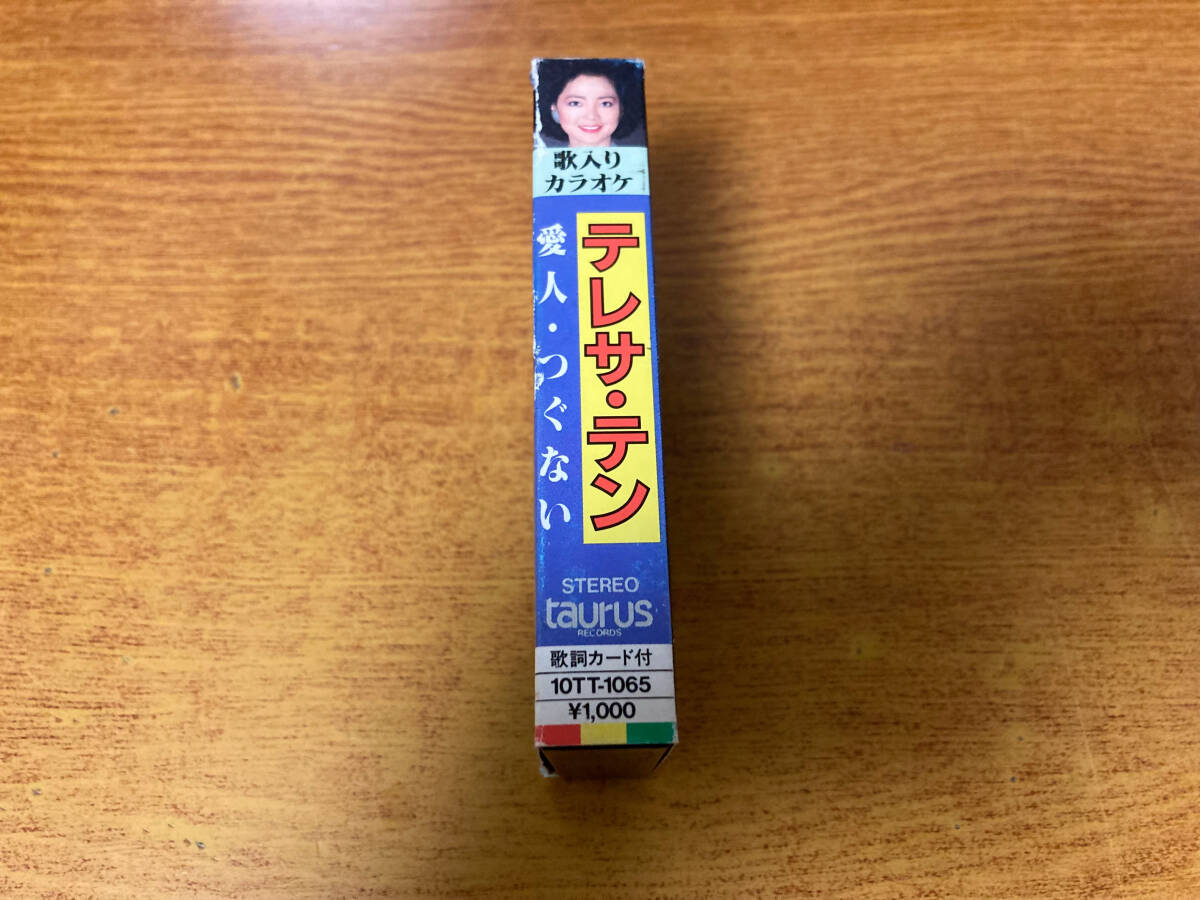 歌入り
カラオケ
テレサ・テン
愛人・つぐない
STEREO
taurus
RECORDS
歌詞カード付
10TT-1065
¥1,000